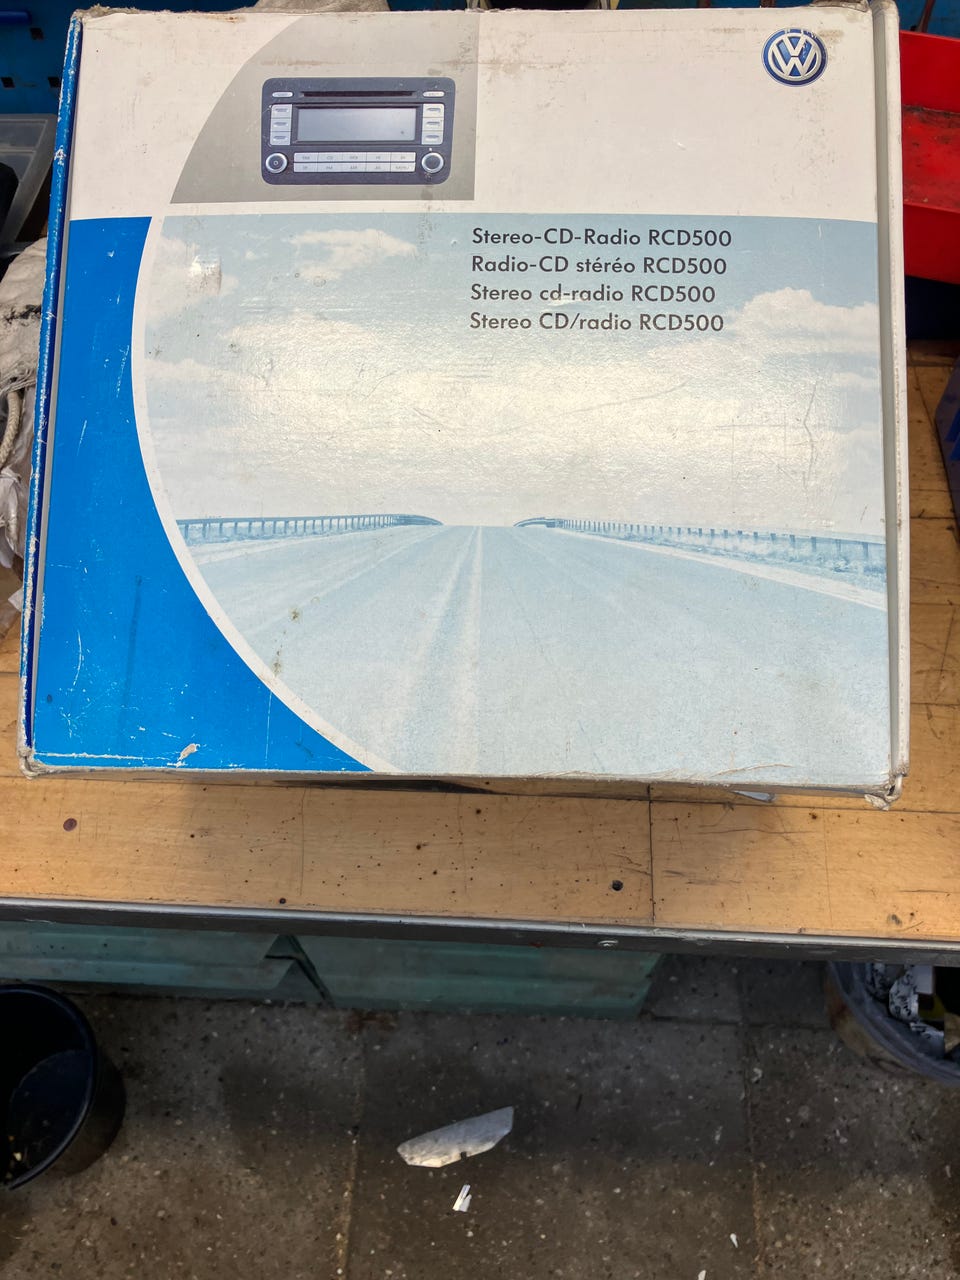 Stereo-CD-Radio RCD500
Radio-CD stéréo RCD500
Stereo cd-radio RCD500
Stereo CD/radio RCD500